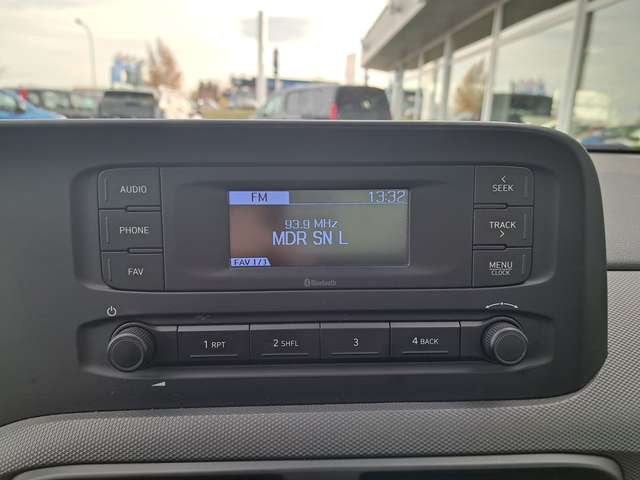 AUDIO
PHONE
FAV
FM 13:32
93.9 MHz
MDR SN L
FAV 1/3
Bluetooth
SEEK
TRACK
MENU
CLOCK
1 RPT
2 SHFL
3
4 BACK